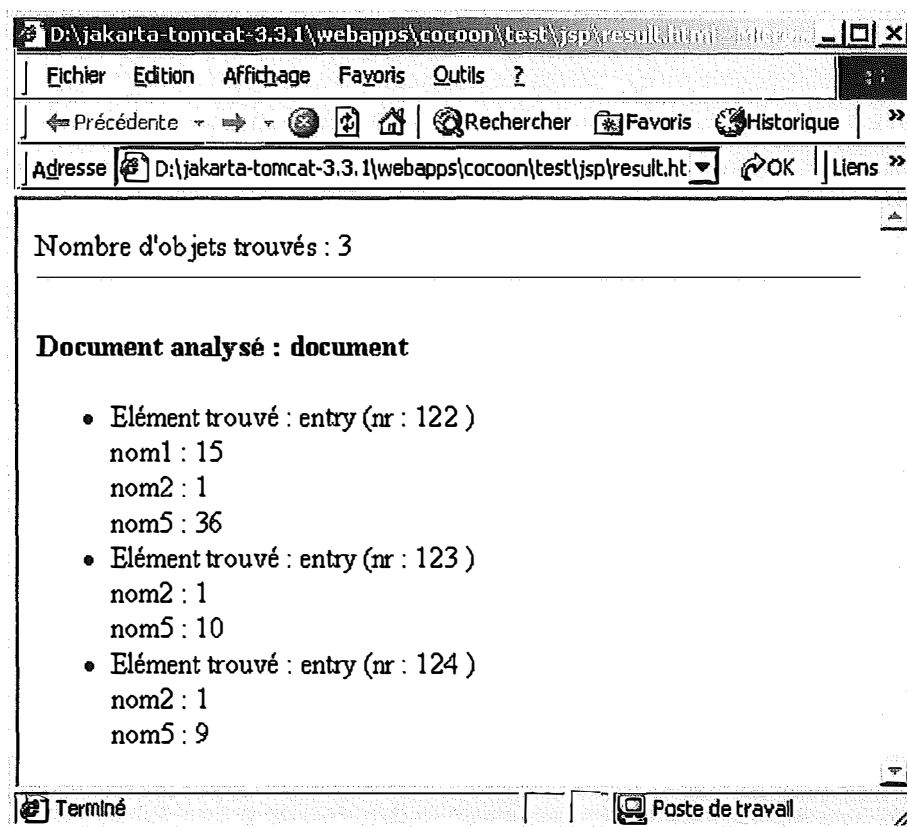 D:\jakarta-tomcat-3.3.1\webapps\cocoon\test\jsp\result.html
Fichier Edition Affichage Favoris Outils ?
Précédente Rechercher Favoris Historique »
Adresse D:\jakarta-tomcat-3.3.1\webapps\cocoon\test\jsp\result.ht OK Liens »
Nombre d'objets trouvés : 3
Document analysé : document
• Elément trouvé : entry (nr : 122 )
nom1 : 15
nom2 : 1
nom5 : 36
• Elément trouvé : entry (nr : 123 )
nom2 : 1
nom5 : 10
• Elément trouvé : entry (nr : 124 )
nom2 : 1
nom5 : 9
Terminé Poste de travail